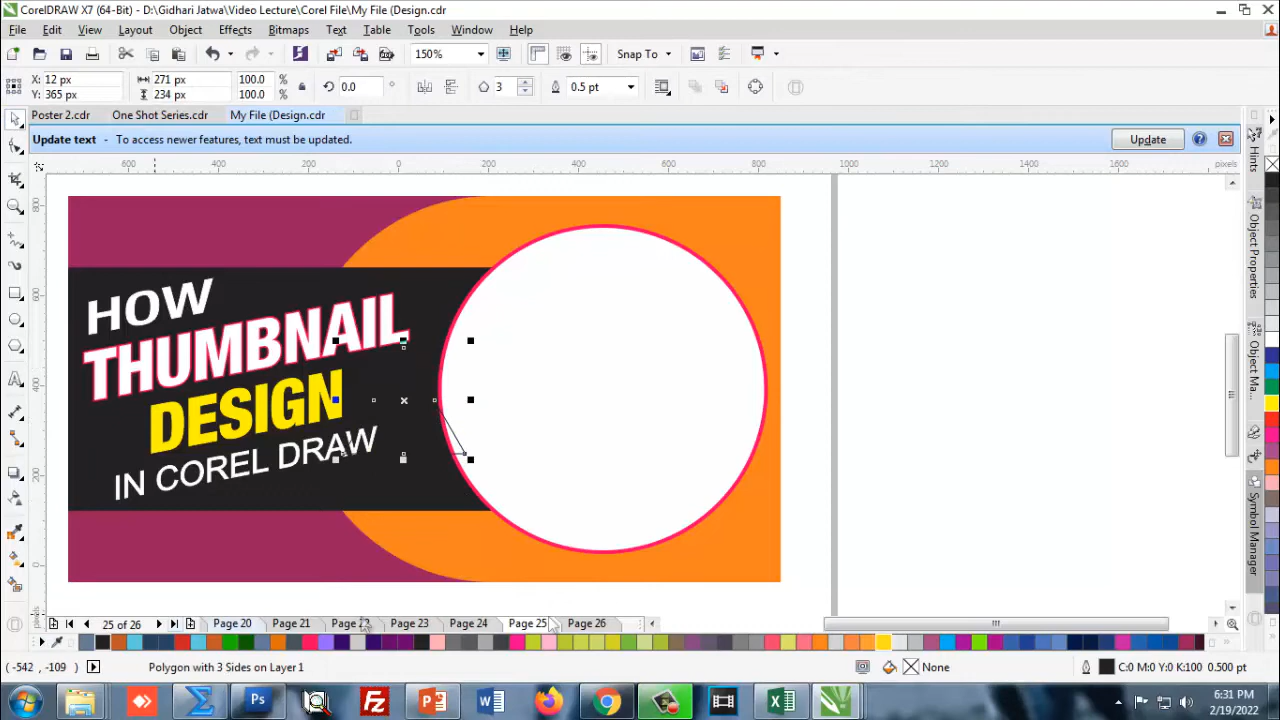 CorelDRAW X7 (64-Bit) - D:\Gidhari Jatwa\Video Lecture\Corel File\My File (Design.cdr
File Edit View Layout Object Effects Bitmaps Text Table Tools Window Help
150% Snap To
X: 12 px 271 px 100.0 % 0.0 ° 3 0.5 pt
Y: 365 px 234 px 100.0 %
Poster 2.cdr One Shot Series.cdr My File (Design.cdr
Update text - To access newer features, text must be updated. Update
600 400 200 0 200 400 600 800 1000 1200 1400 1600 pixels
800
600
400
200
0
pixels
HOW
THUMBNAIL
DESIGN
IN COREL DRAW
Hints
Object Properties
Object Ma...
Symbol Manager
25 of 26 Page 20 Page 21 Page 22 Page 23 Page 24 Page 25 Page 26
(-542 , -109 ) Polygon with 3 Sides on Layer 1 None C:0 M:0 Y:0 K:100 0.500 pt
6:31 PM
2/19/2022